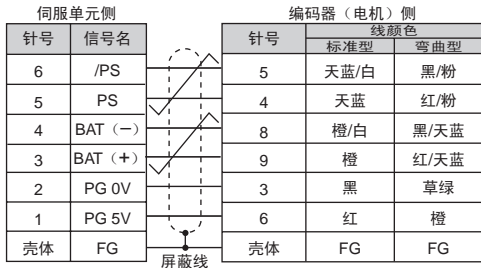 伺服单元侧 编码器（电机）侧
针号 信号名 针号 线颜色
标准型 弯曲型
6 /PS 5 天蓝/白 黑/粉
5 PS 4 天蓝 红/粉
4 BAT（－） 8 橙/白 黑/天蓝
3 BAT（＋） 9 橙 红/天蓝
2 PG 0V 3 黑 草绿
1 PG 5V 6 红 橙
壳体 FG 壳体 FG FG
屏蔽线